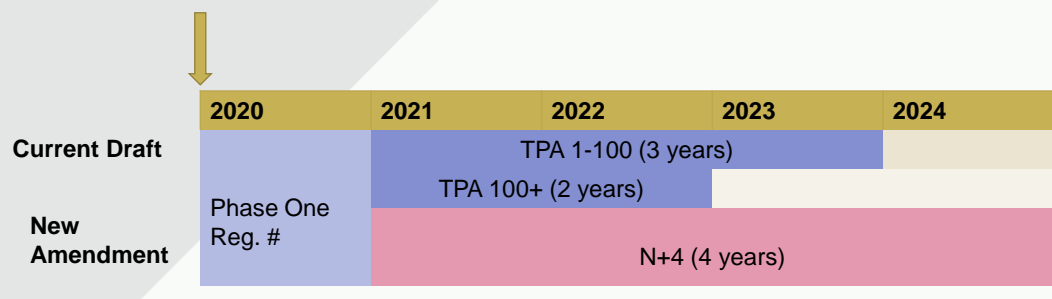 2020 2021 2022 2023 2024
Current Draft
TPA 1-100 (3 years)
TPA 100+ (2 years)
Phase One
Reg. #
New
Amendment
N+4 (4 years)